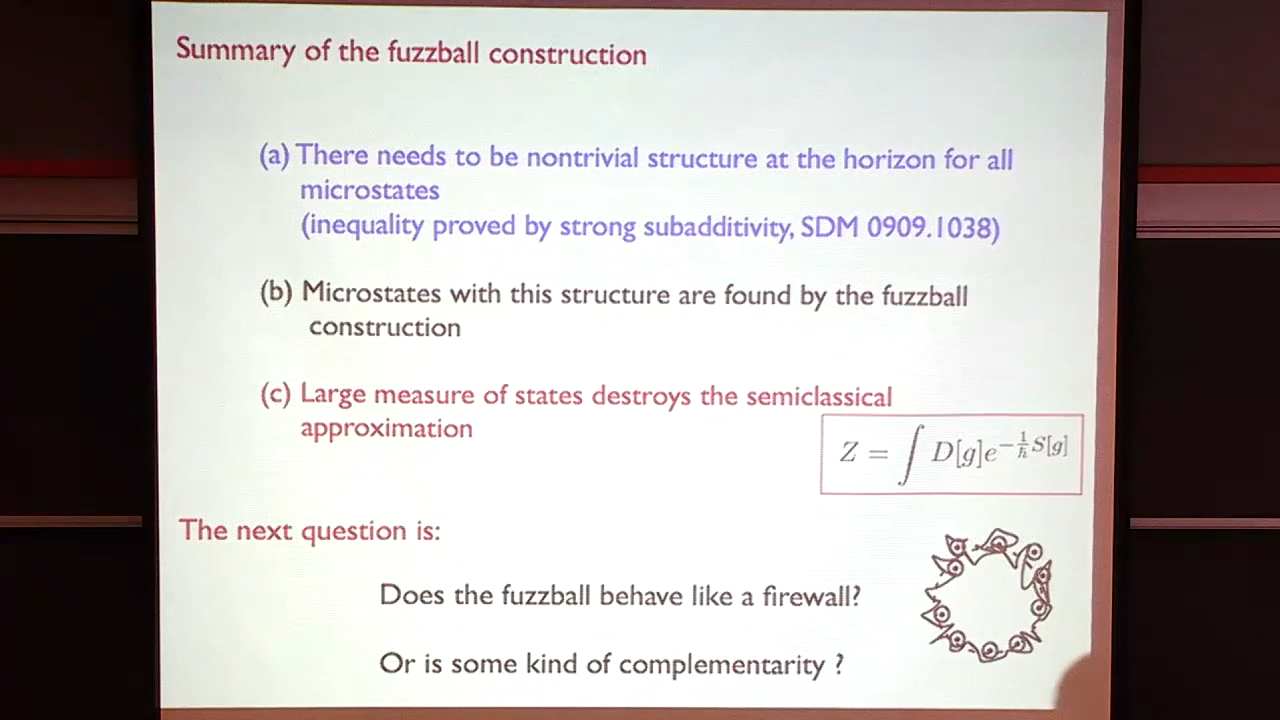 Summary of the fuzzball construction
(a) There needs to be nontrivial structure at the horizon for all
microstates
(inequality proved by strong subadditivity, SDM 0909.1038)
(b) Microstates with this structure are found by the fuzzball
construction
(c) Large measure of states destroys the semiclassical
approximation
Z = ∫ D[g]e^{-\frac{1}{ħ}S[g]}
The next question is:
Does the fuzzball behave like a firewall?
Or is some kind of complementarity ?